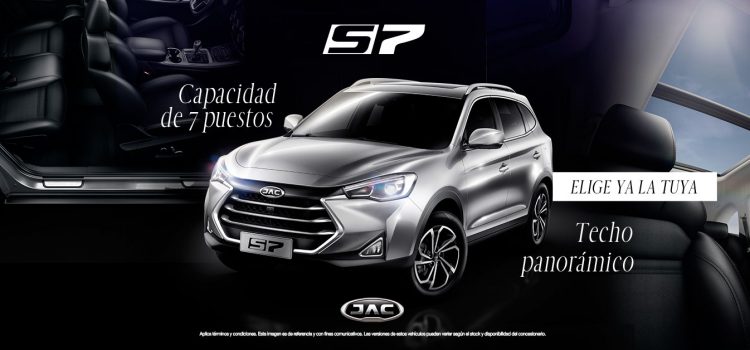 S7
Capacidad
de 7 puestos
JAC
S7
ELIGE YA LA TUYA
Techo
panorámico
JAC
Aplica términos y condiciones. Esta imagen es de referencia y con fines comunicativos. Las versiones de estos vehículos pueden variar según el stock y disponibilidad del concesionario.